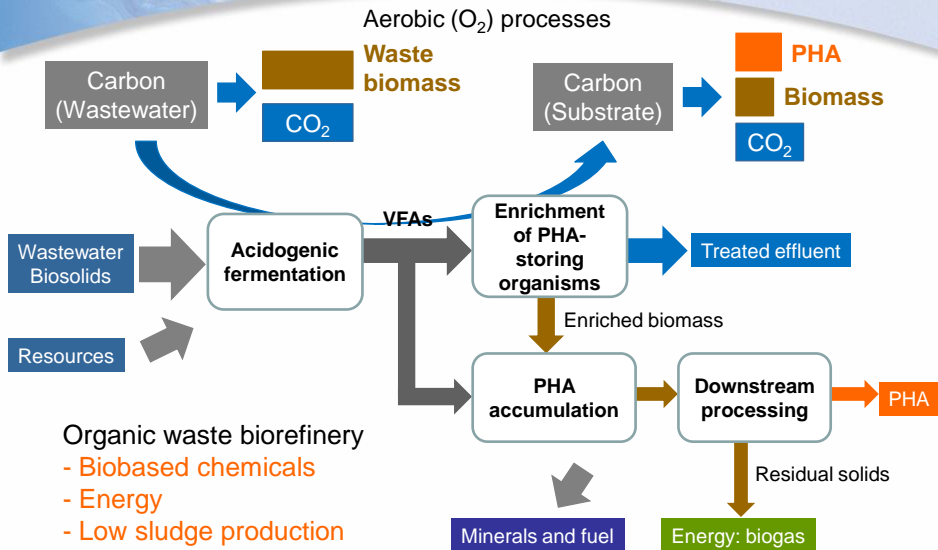 Aerobic (O₂) processes
Carbon
(Wastewater)
Waste
biomass
CO₂
Carbon
(Substrate)
PHA
Biomass
CO₂
Wastewater
Biosolids
Resources
Acidogenic
fermentation
VFAs
Enrichment
of PHA-
storing
organisms
Treated effluent
Enriched biomass
PHA
accumulation
Downstream
processing
PHA
Residual solids
Organic waste biorefinery
- Biobased chemicals
- Energy
- Low sludge production
Minerals and fuel
Energy: biogas